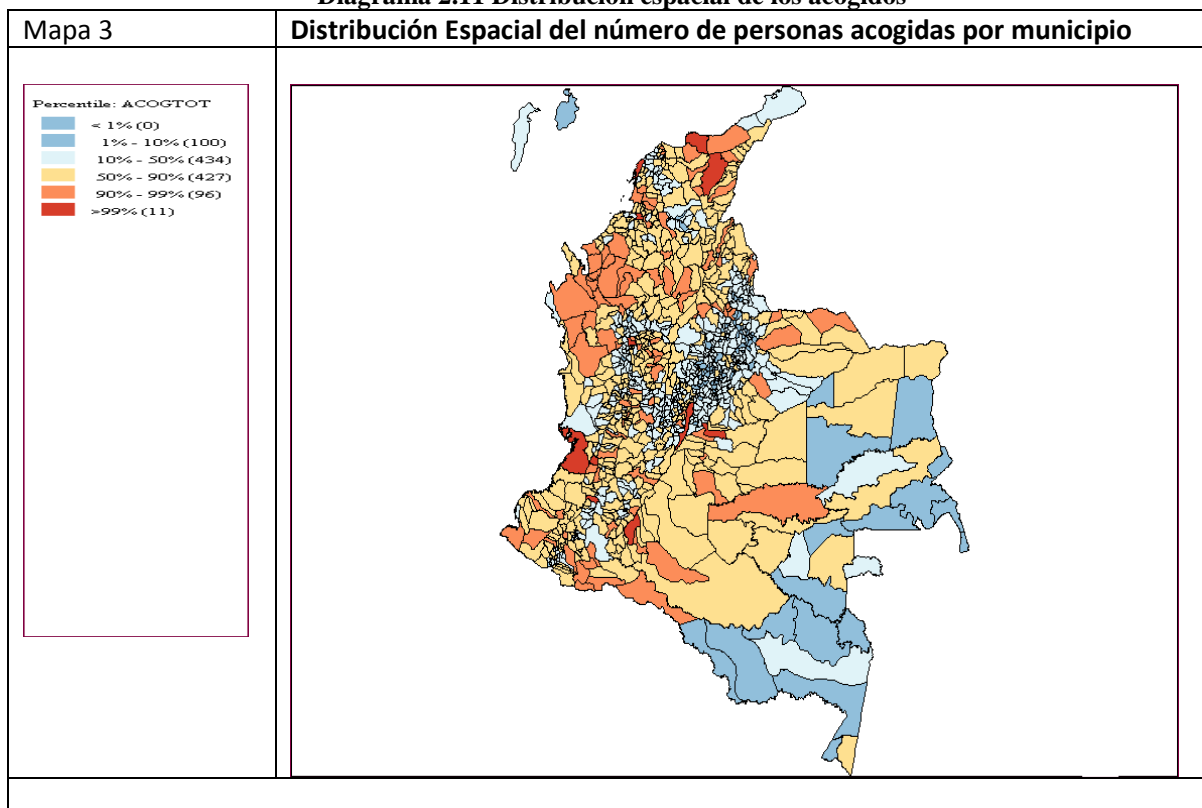 Diagrama 2.11 Distribución espacial de los acogidos
Mapa 3
Distribución Espacial del número de personas acogidas por municipio
Percentile: ACOGTOT
< 1% (0)
1% - 10% (100)
10% - 50% (434)
50% - 90% (427)
90% - 99% (96)
>99% (11)